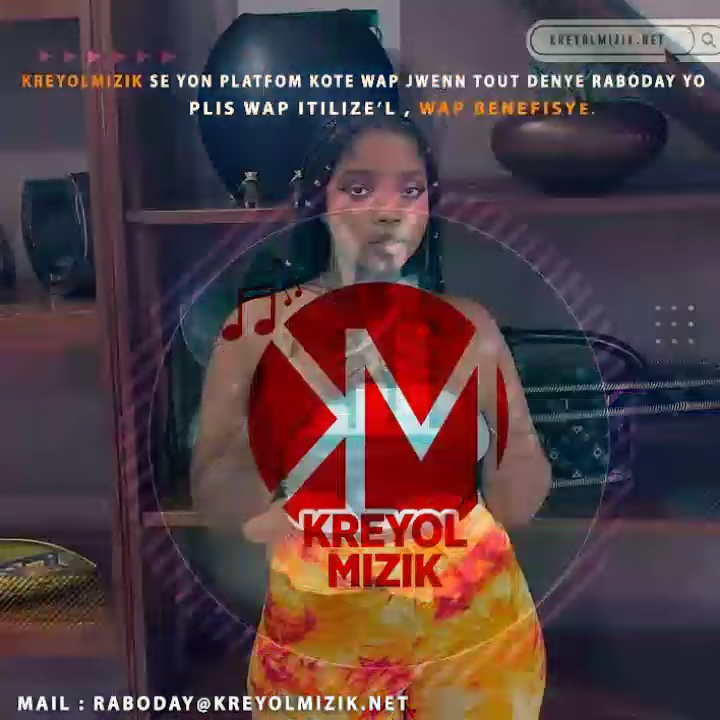 KREYOLMIZIK.NET
KREYOLMIZIK SE YON PLATFOM KOTE WAP JWENN TOUT DENYE RABODAY YO
PLIS WAP ITILIZE'L , WAP BENEFISYE.
KM
KREYOL
MIZIK
MAIL : RABODAY@KREYOLMIZIK.NET